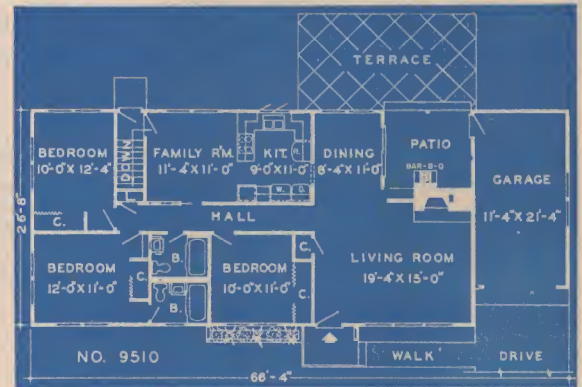 TERRACE
BEDROOM
10'-0" X 12'-4"
DOWN
FAMILY R'M.
11'-4" X 11'-0"
KIT.
9'-0" X 11'-0"
R.
DINING
8'-4" X 11'-0"
PATIO
BAR-B-Q
GARAGE
11'-4" X 21'-4"
26'-8"
C.
HALL
W. D.
BEDROOM
12'-0" X 11'-0"
C.
B.
B.
BEDROOM
10'-0" X 11'-0"
C.
C.
LIVING ROOM
19'-4" X 15'-0"
NO. 9510
WALK
DRIVE
66'-4"